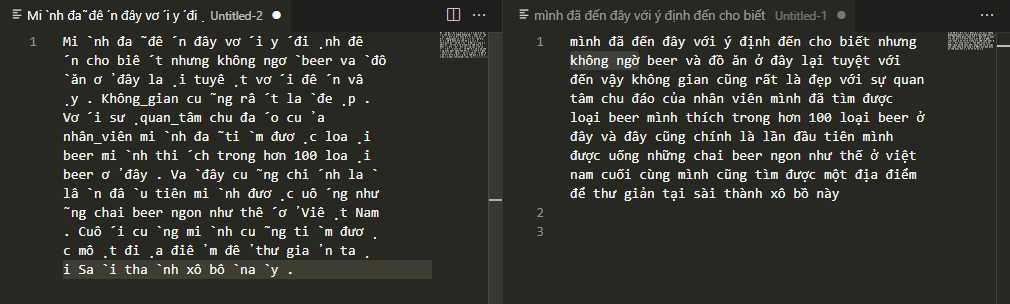 Mi `nh đa ˜đê ´n đây vơ ´i y ´đi ̣ Untitled-2
mình đã đến đây với ý định đến cho biết Untitled-1
1 Mi `nh đa ˜đê ´n đây vơ ´i y ´đi ̣nh đê
´n cho biê ´t nhưng không ngơ `beer va `đô
`ăn ơ ̉đây la ̣i tuyê ̣t vơ ´i đê ´n vâ
̣y . Không_gian cu ˜ng râ ´t la `đe ̣p .
Vơ ´i sư ̣quan_tâm chu đa ´o cu ̉a
nhân_viên mi `nh đa ˜ti `m đươ ̣c loa ̣i
beer mi `nh thi ´ch trong hơn 100 loa ̣i
beer ơ ̉đây . Va `đây cu ˜ng chi ´nh la `
lâ `n đâ `u tiên mi `nh đươ ̣c uô ´ng như
˜ng chai beer ngon như thê ´ơ ̉Viê ̣t Nam
. Cuô ´i cu `ng mi `nh cu ˜ng ti `m đươ ̣
c mô ̣t đi ̣a điê ̉m đê ̉thư gia ̉n ta ̣
i Sa `i tha `nh xô bô `na `y .
1 mình đã đến đây với ý định đến cho biết nhưng
không ngờ beer và đồ ăn ở đây lại tuyệt với
đến vậy không gian cũng rất là đẹp với sự quan
tâm chu đáo của nhân viên mình đã tìm được
loại beer mình thích trong hơn 100 loại beer ở
đây và đây cũng chính là lần đầu tiên mình
được uống những chai beer ngon như thế ở việt
nam cuối cùng mình cũng tìm được một địa điểm
để thư giản tại sài thành xô bồ này
2
3